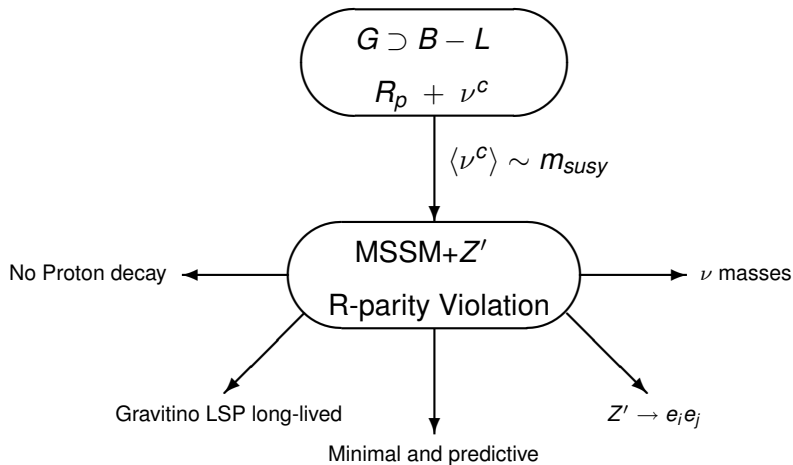 G ⊃ B − L
R_p + ν^c
⟨ν^c⟩ ∼ m_susy
MSSM+Z′
No Proton decay
ν masses
R-parity Violation
Gravitino LSP long-lived
Z′ → e_i e_j
Minimal and predictive